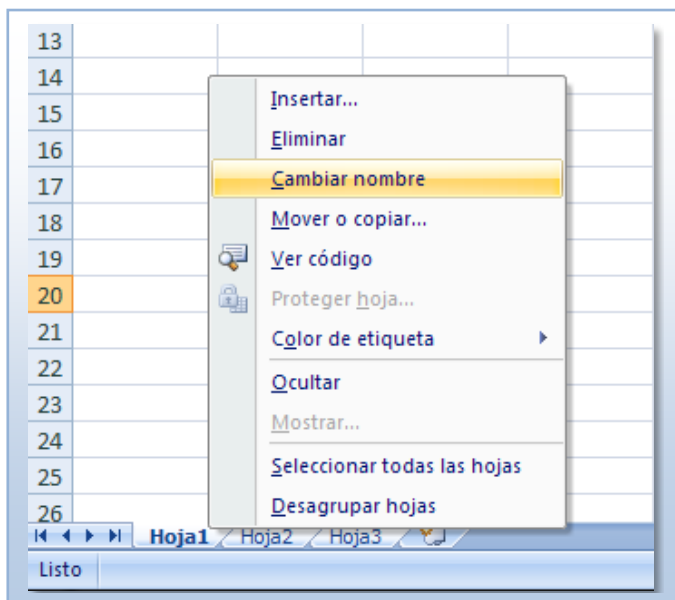 13
14
Insertar...
15
Eliminar
16
Cambiar nombre
17
18
Mover o copiar...
19
Ver código
20
Proteger hoja...
21
Color de etiqueta
22
Ocultar
23
Mostrar...
24
25
Seleccionar todas las hojas
26
Desagrupar hojas
Hoja1 Hoja2 Hoja3
Listo